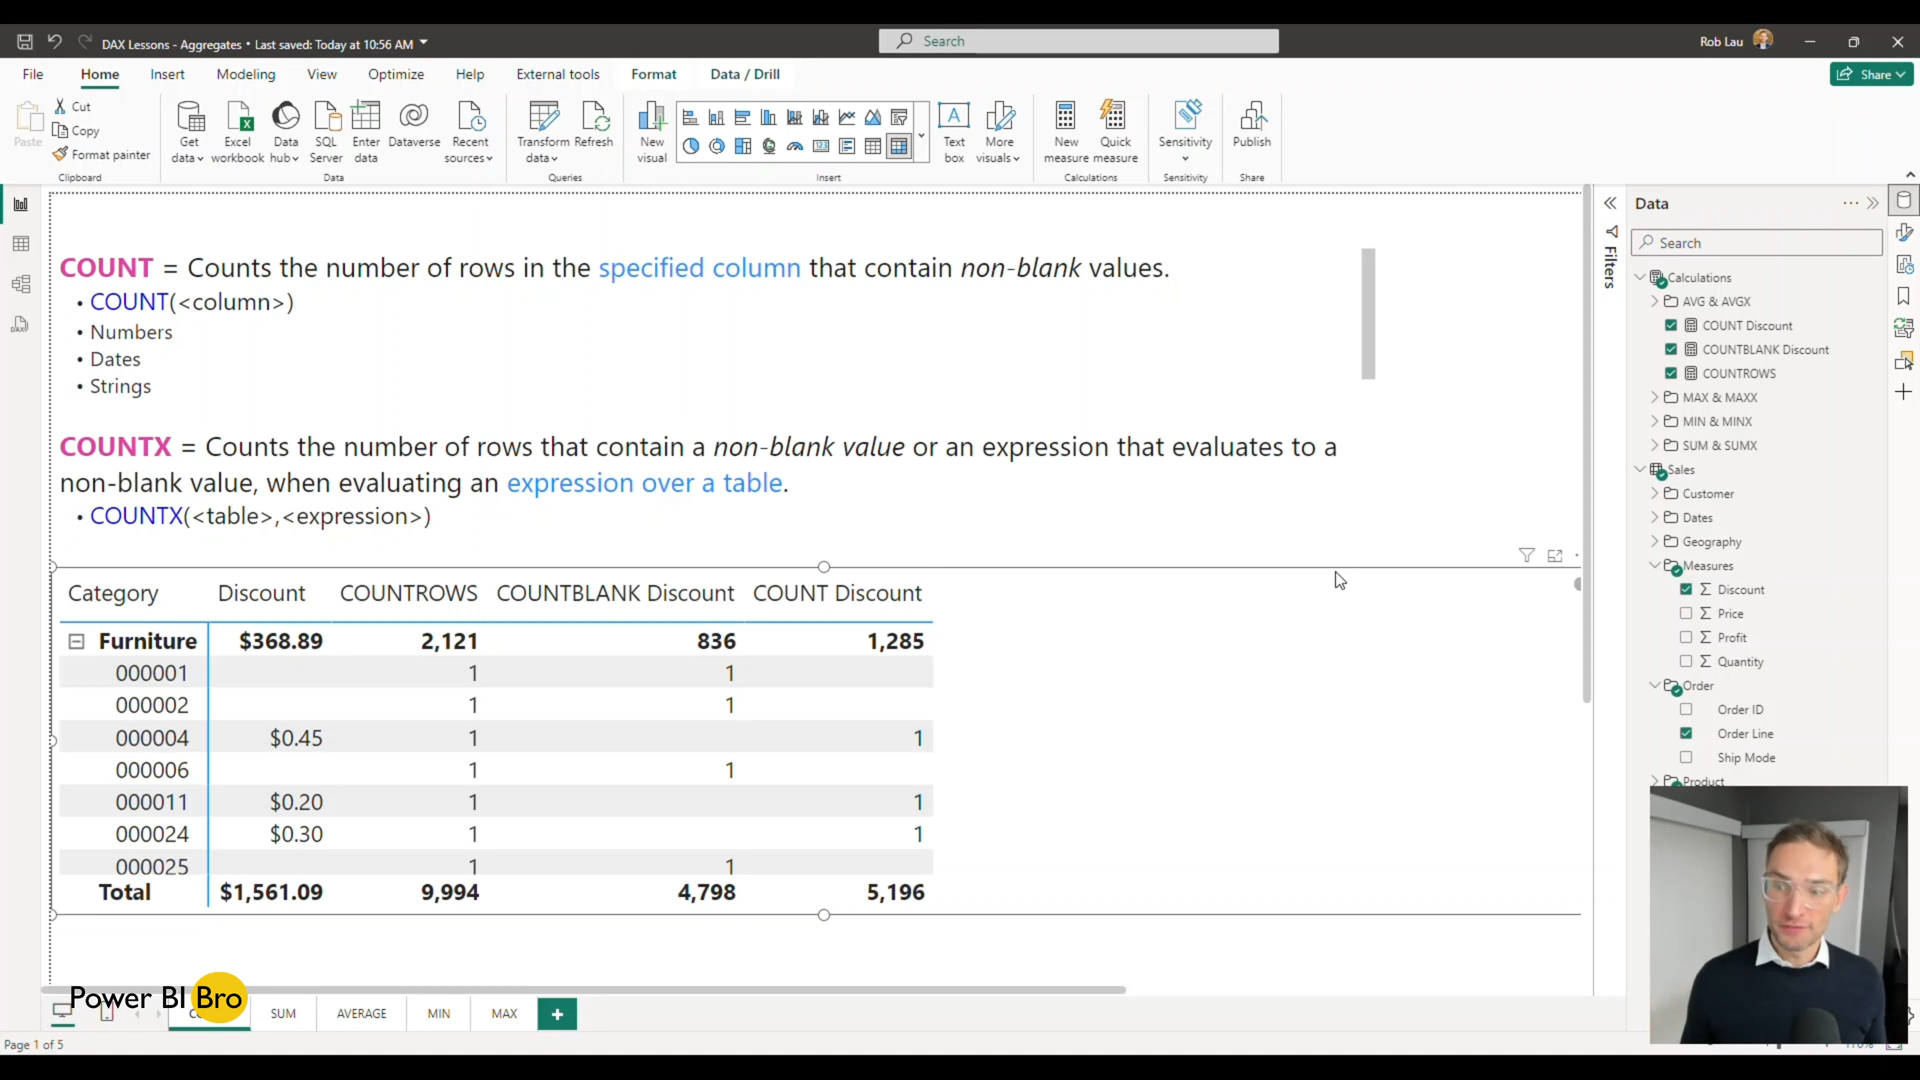 DAX Lessons - Aggregates • Last saved: Today at 10:56 AM
Search
Rob Lau
File Home Insert Modeling View Optimize Help External tools Format Data / Drill
Share
Paste
Cut
Copy
Format painter
Clipboard
Get data
Excel workbook
Data hub
SQL Server
Enter data
Dataverse
Recent sources
Data
Transform data
Refresh
Queries
New visual
Insert
Text box
More visuals
New measure
Quick measure
Calculations
Sensitivity
Sensitivity
Publish
Share
COUNT = Counts the number of rows in the specified column that contain non-blank values.
• COUNT(<column>)
• Numbers
• Dates
• Strings
COUNTX = Counts the number of rows that contain a non-blank value or an expression that evaluates to a
non-blank value, when evaluating an expression over a table.
• COUNTX(<table>,<expression>)
Category Discount COUNTROWS COUNTBLANK Discount COUNT Discount
Furniture $368.89 2,121 836 1,285
000001 1 1
000002 1 1
000004 $0.45 1 1
000006 1 1
000011 $0.20 1 1
000024 $0.30 1 1
000025 1 1
Total $1,561.09 9,994 4,798 5,196
Filters
Data
Search
Calculations
AVG & AVGX
COUNT Discount
COUNTBLANK Discount
COUNTROWS
MAX & MAXX
MIN & MINX
SUM & SUMX
Sales
Customer
Dates
Geography
Measures
Discount
Price
Profit
Quantity
Order
Order ID
Order Line
Ship Mode
Product
Power BI Bro
SUM AVERAGE MIN MAX
Page 1 of 5